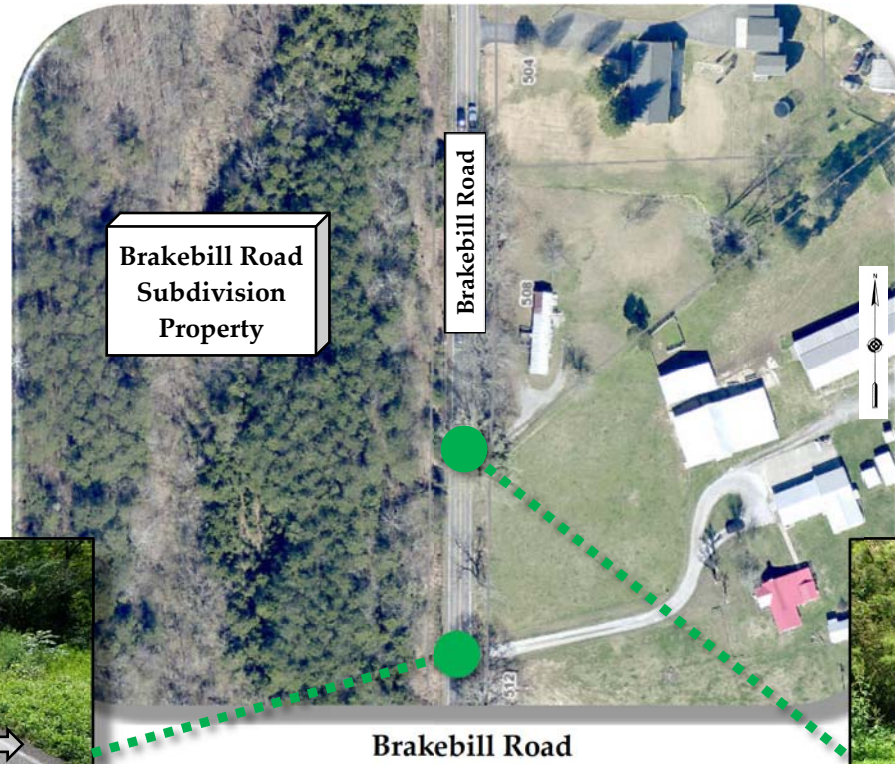 504
Brakebill Road
Brakebill Road
Subdivision
Property
508
N
512
Brakebill Road